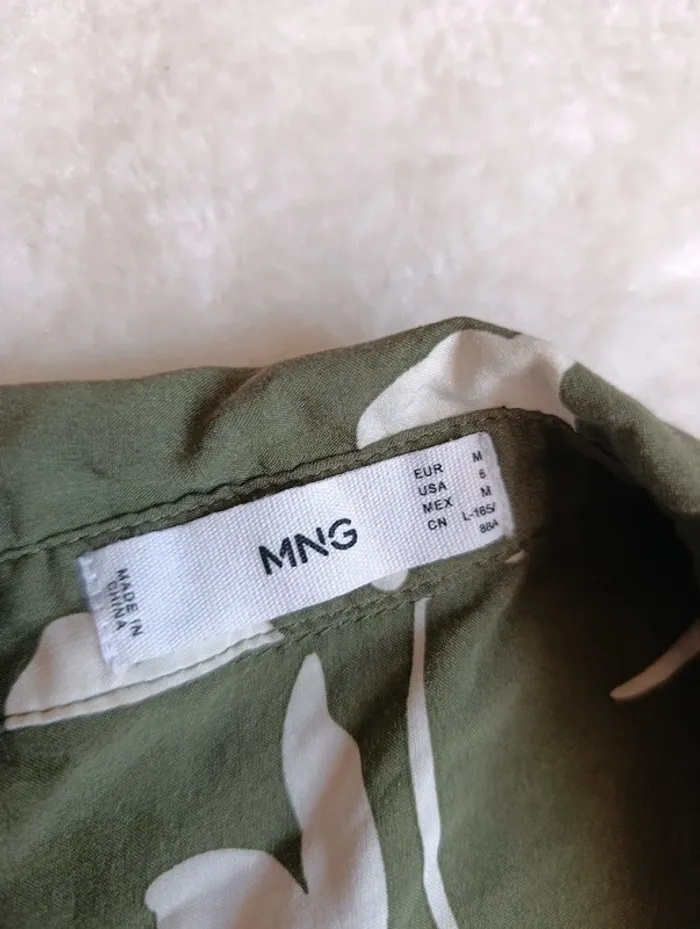 MADE IN
CHINA
MNG
EUR M
USA 6
MEX M
CN L-165/
88A